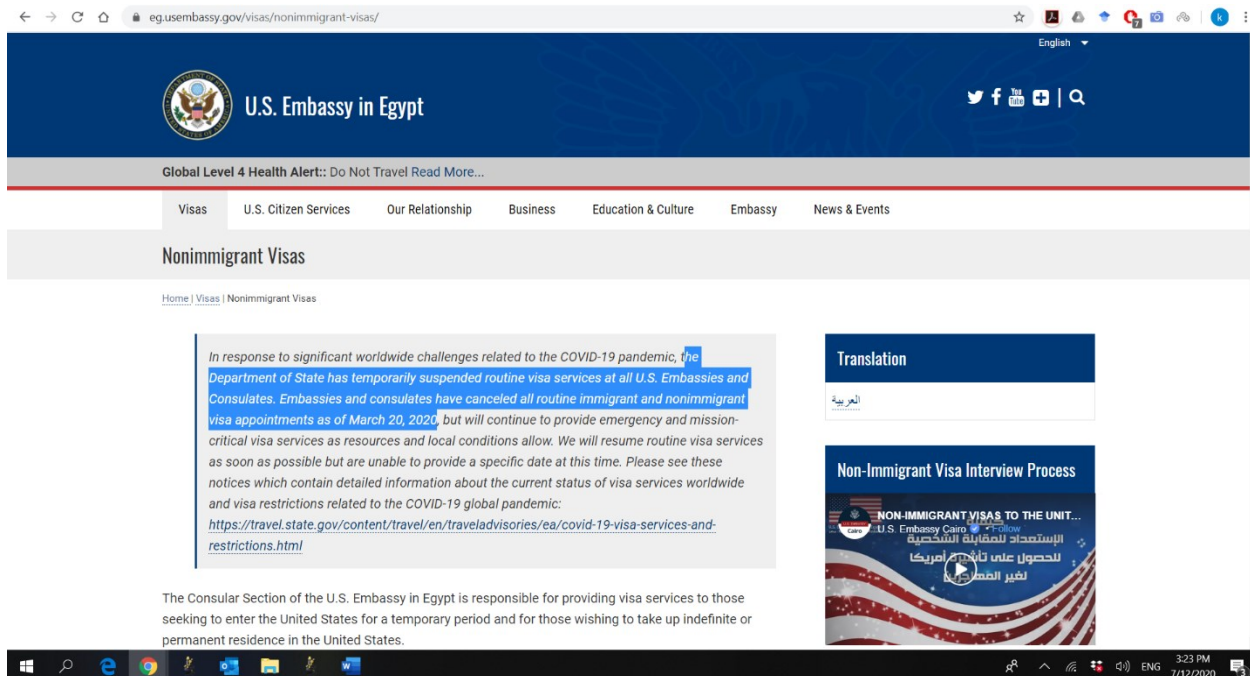 eg.usembassy.gov/visas/nonimmigrant-visas/
English
U.S. Embassy in Egypt
You
Tube
Global Level 4 Health Alert:: Do Not Travel Read More...
Visas U.S. Citizen Services Our Relationship Business Education & Culture Embassy News & Events
Nonimmigrant Visas
Home | Visas | Nonimmigrant Visas
In response to significant worldwide challenges related to the COVID-19 pandemic, the
Department of State has temporarily suspended routine visa services at all U.S. Embassies and
Consulates. Embassies and consulates have canceled all routine immigrant and nonimmigrant
visa appointments as of March 20, 2020, but will continue to provide emergency and mission-
critical visa services as resources and local conditions allow. We will resume routine visa services
as soon as possible but are unable to provide a specific date at this time. Please see these
notices which contain detailed information about the current status of visa services worldwide
and visa restrictions related to the COVID-19 global pandemic:
https://travel.state.gov/content/travel/en/traveladvisories/ea/covid-19-visa-services-and-
restrictions.html
The Consular Section of the U.S. Embassy in Egypt is responsible for providing visa services to those
seeking to enter the United States for a temporary period and for those wishing to take up indefinite or
permanent residence in the United States.
Translation
العربية
Non-Immigrant Visa Interview Process
NON-IMMIGRANT VISAS TO THE UNIT...
U.S. Embassy Cairo Follow
الإستعداد للمقابلة الشخصية
للحصول على تأشيرة أمريكا
لغير المهاجرين
ENG
3:23 PM
7/12/2020